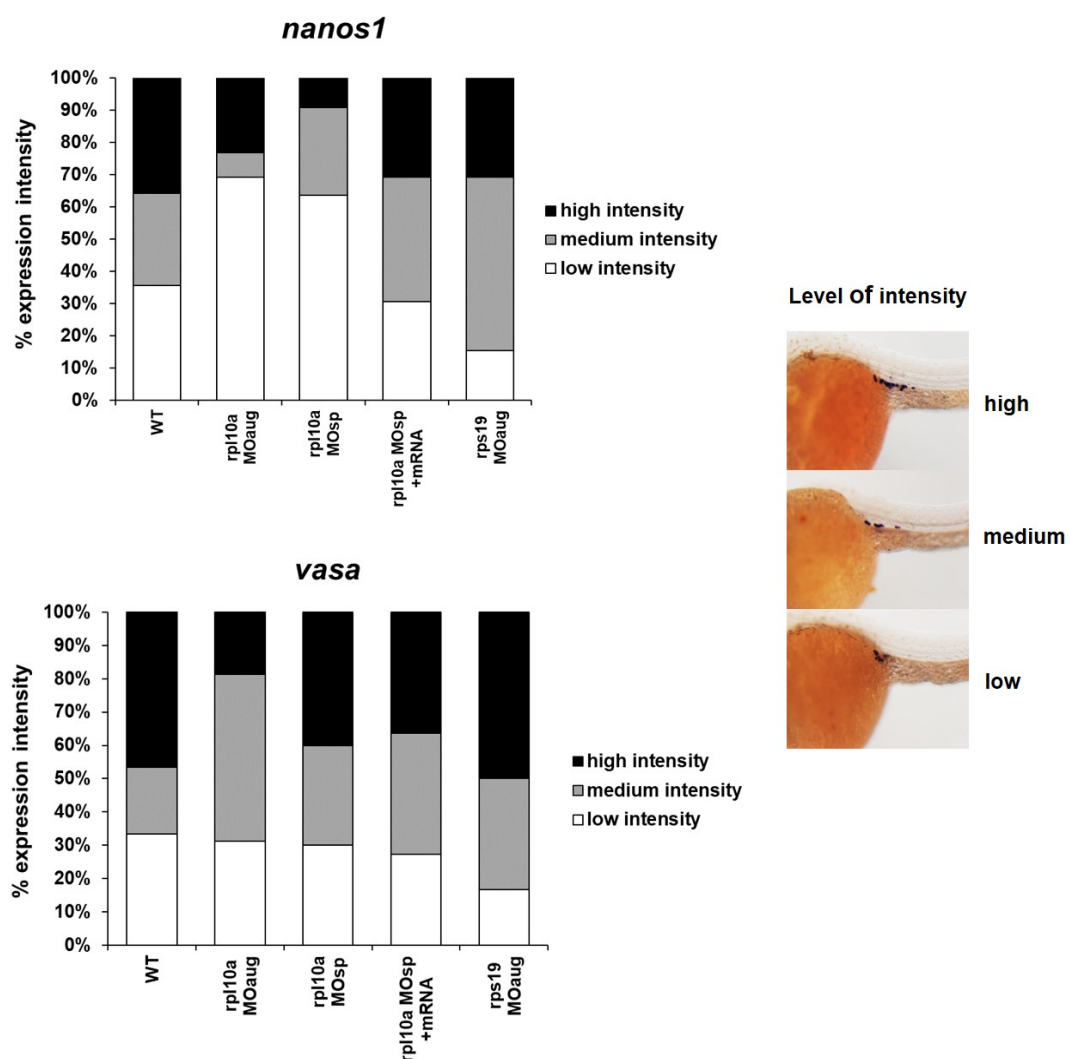 nanos1
100%
90%
80%
70%
60%
50%
40%
30%
20%
10%
0%
% expression intensity
WT
rpl10a
MOaug
rpl10a
MOsp
rpl10a MOsp
+mRNA
rps19
MOaug
high intensity
medium intensity
low intensity
vasa
100%
90%
80%
70%
60%
50%
40%
30%
20%
10%
0%
% expression intensity
WT
rpl10a
MOaug
rpl10a
MOsp
rpl10a MOsp
+mRNA
rps19
MOaug
high intensity
medium intensity
low intensity
Level of intensity
high
medium
low